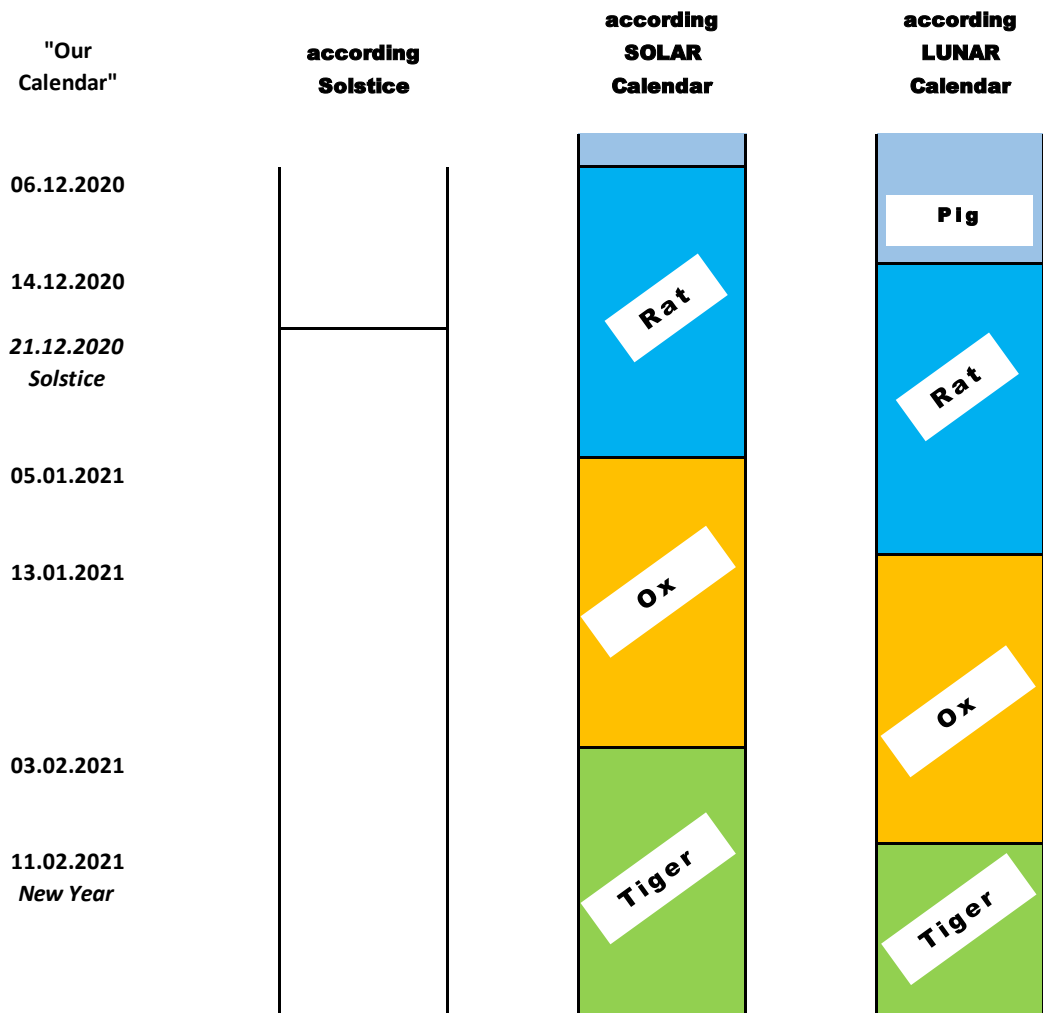 "Our
Calendar"
according
Solstice
according
SOLAR
Calendar
according
LUNAR
Calendar
06.12.2020
14.12.2020
21.12.2020
Solstice
05.01.2021
13.01.2021
03.02.2021
11.02.2021
New Year
Rat
Ox
Tiger
Pig
Rat
Ox
Tiger